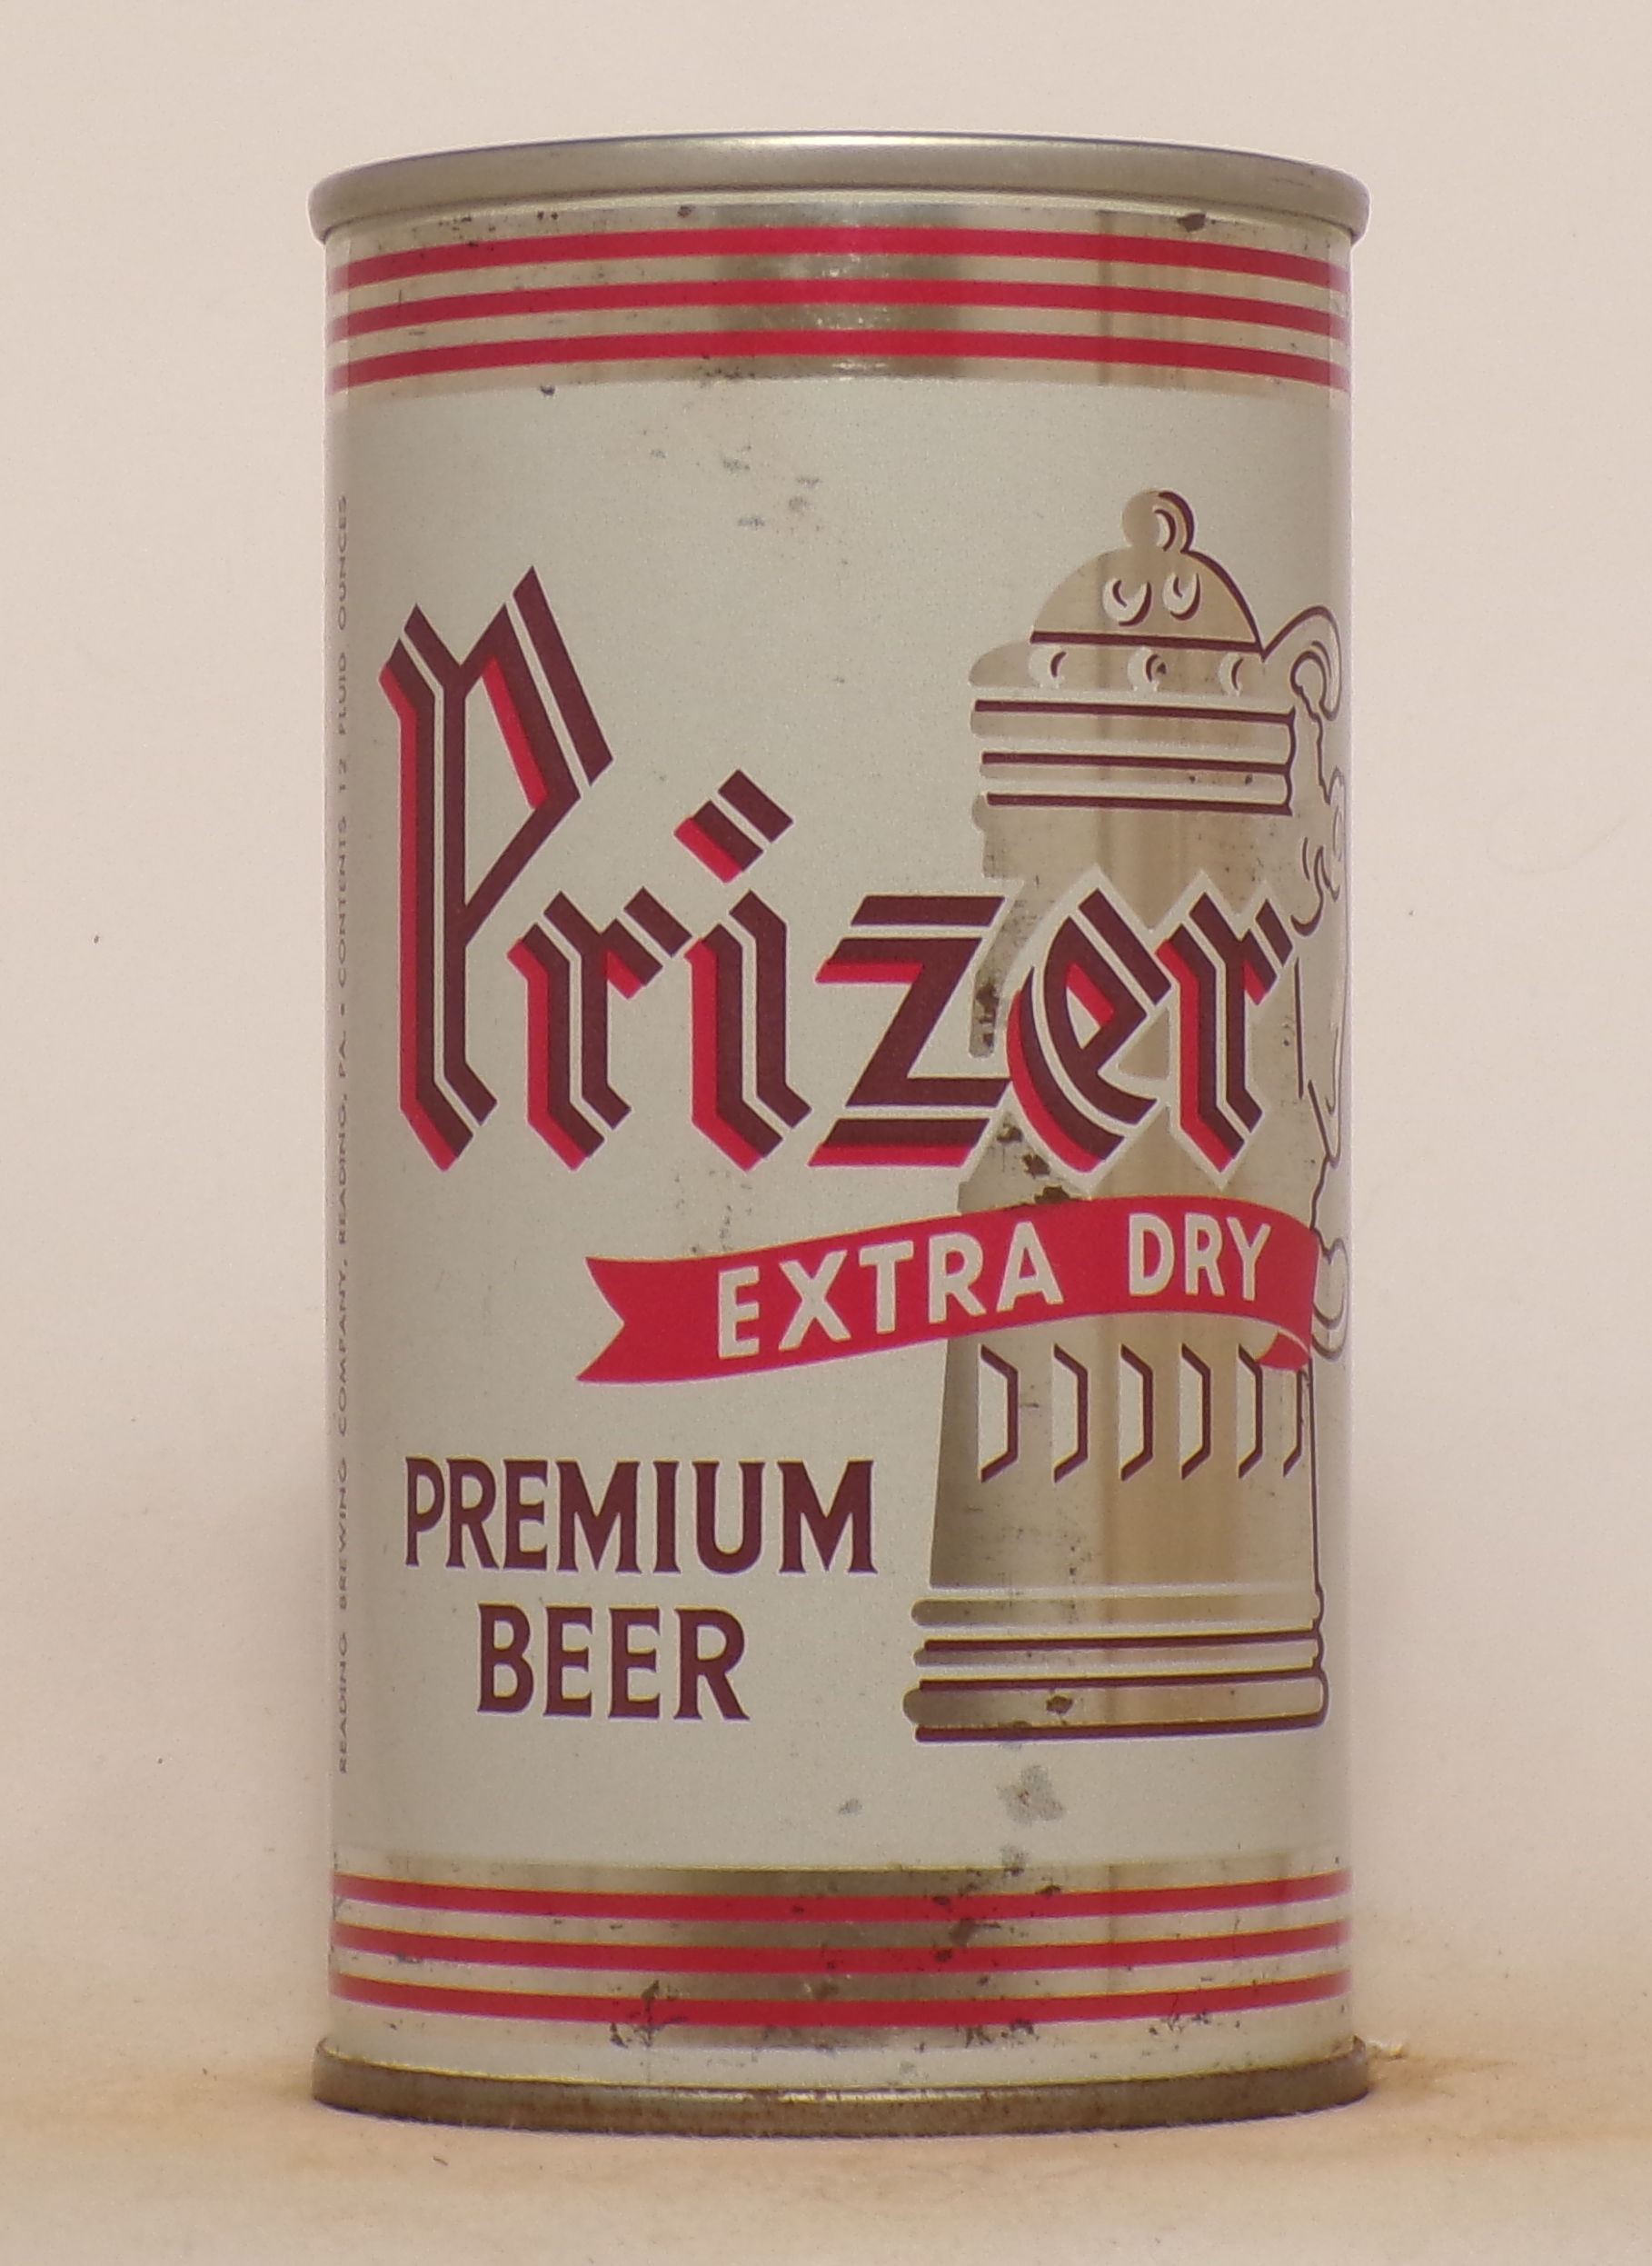 Prizer
EXTRA DRY
PREMIUM
BEER
READING BREWING COMPANY, READING, PA. - CONTENTS 12 FLUID OUNCES